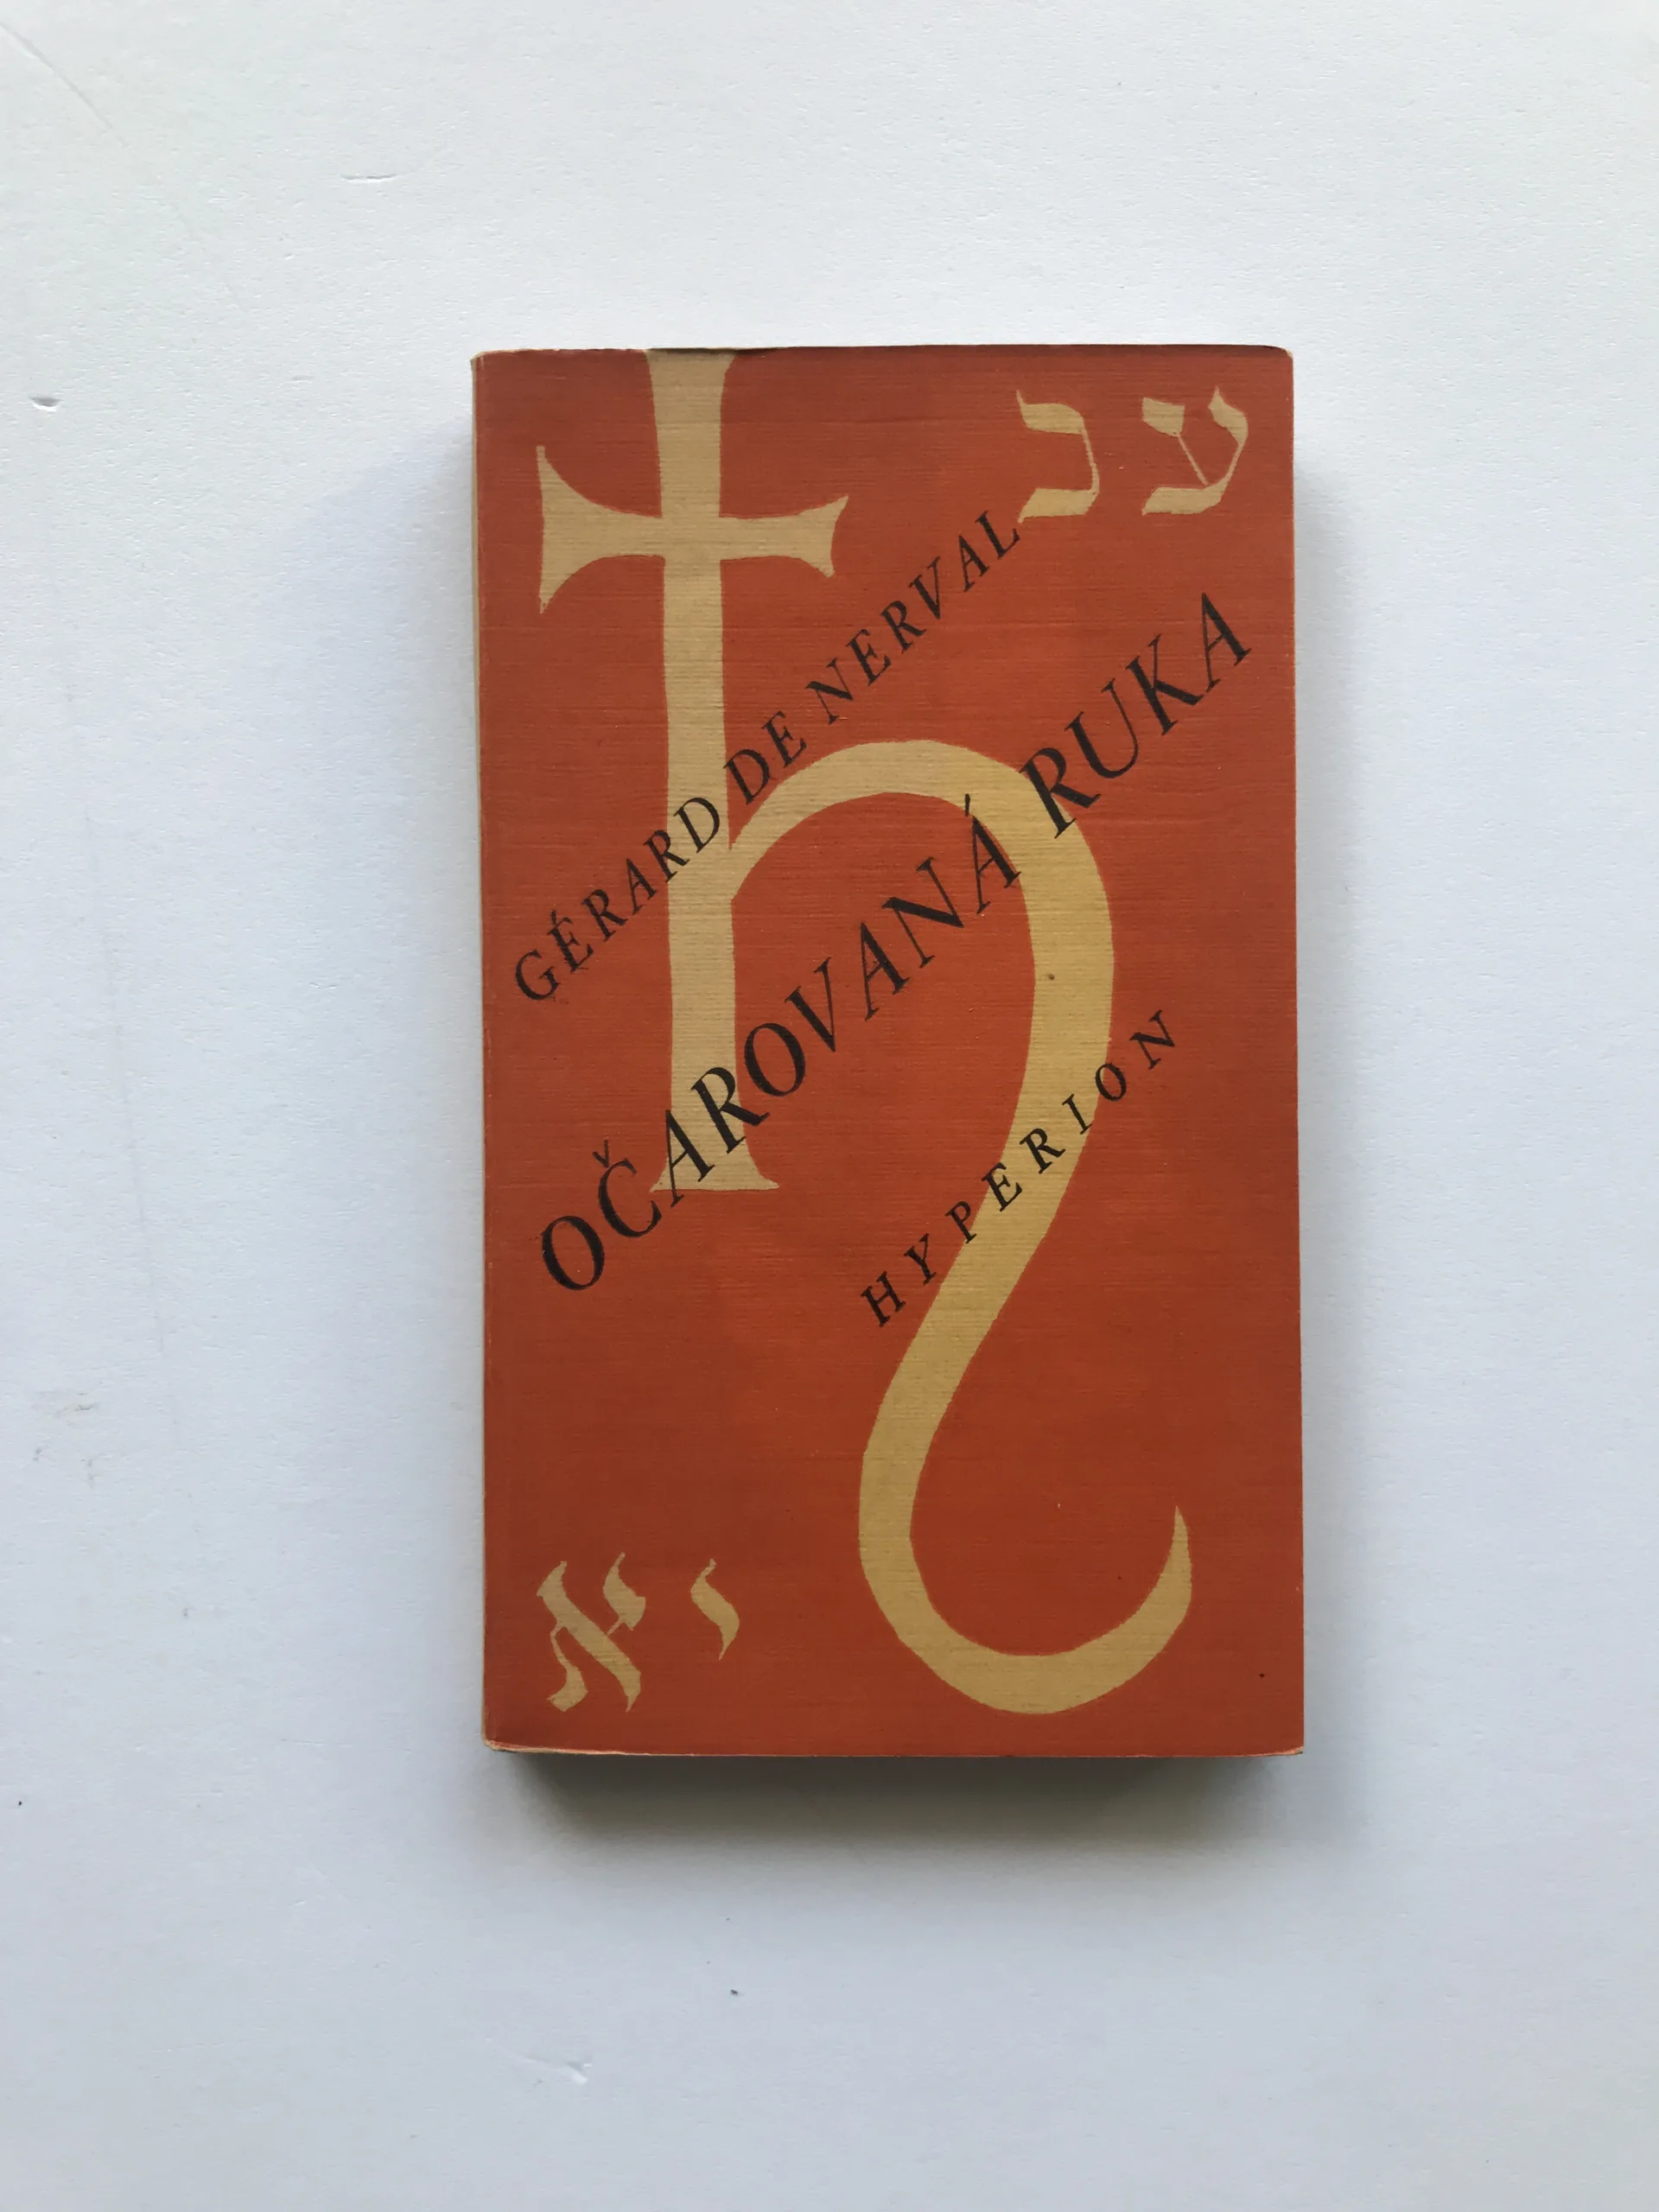 כ ע
GÉRARD DE NERVAL
OČAROVANÁ RUKA
HYPERION
א י